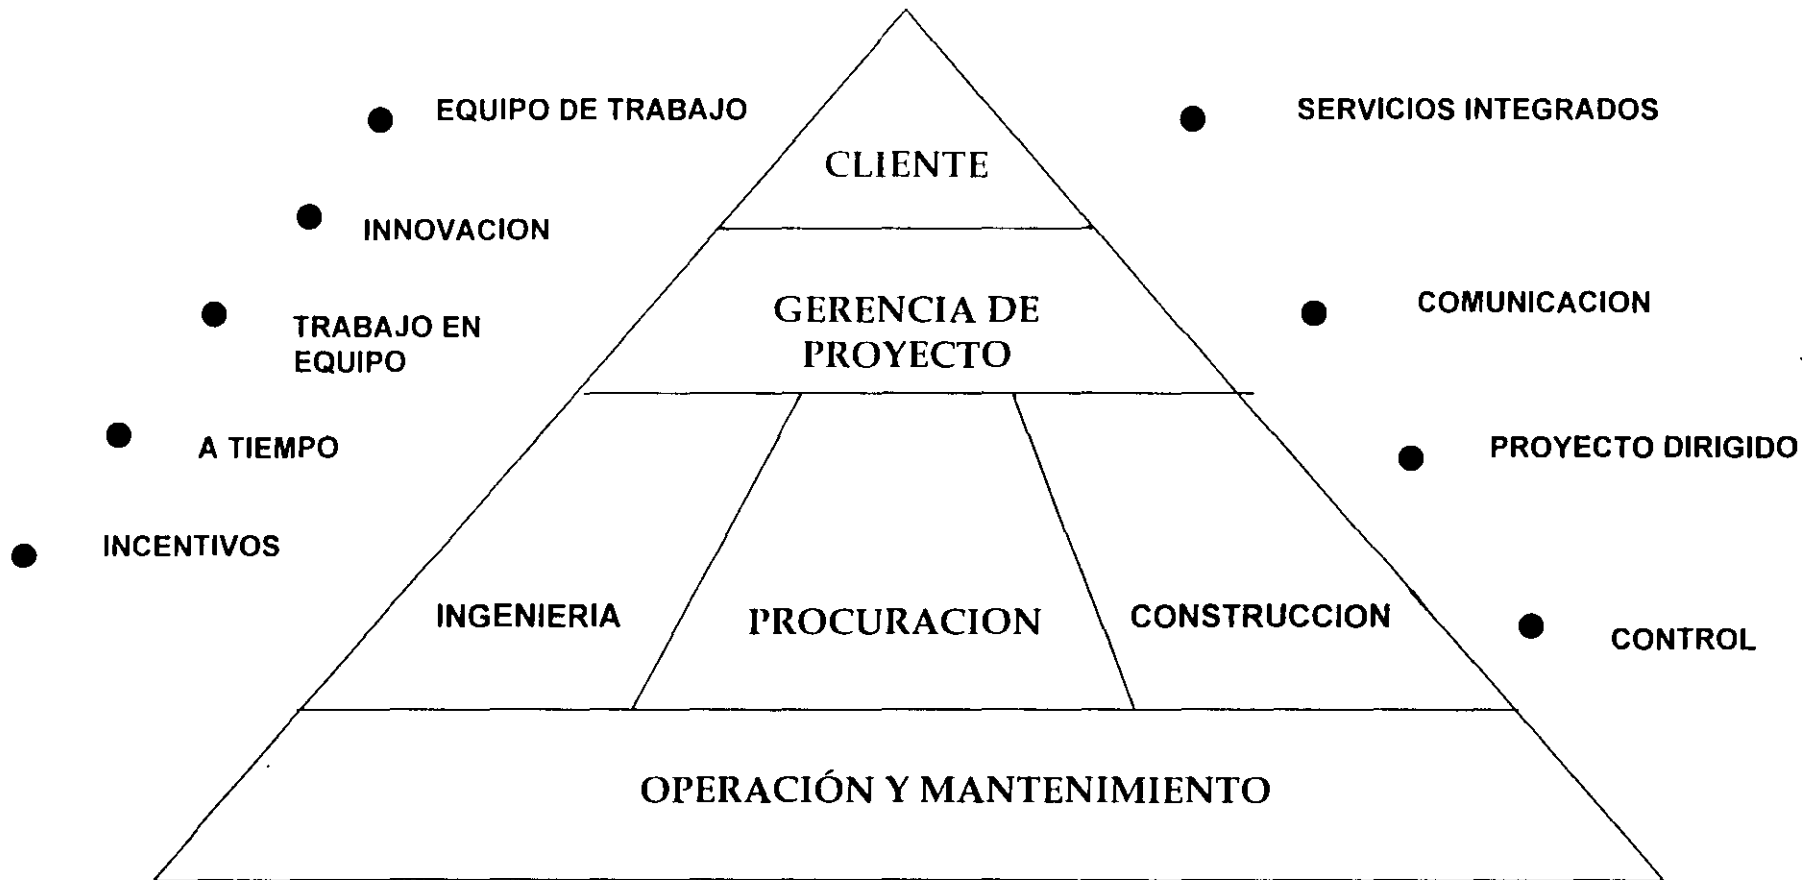 EQUIPO DE TRABAJO
SERVICIOS INTEGRADOS
CLIENTE
INNOVACION
GERENCIA DE
PROYECTO
COMUNICACION
TRABAJO EN
EQUIPO
A TIEMPO
PROYECTO DIRIGIDO
INCENTIVOS
INGENIERIA
PROCURACION
CONSTRUCCION
CONTROL
OPERACIÓN Y MANTENIMIENTO